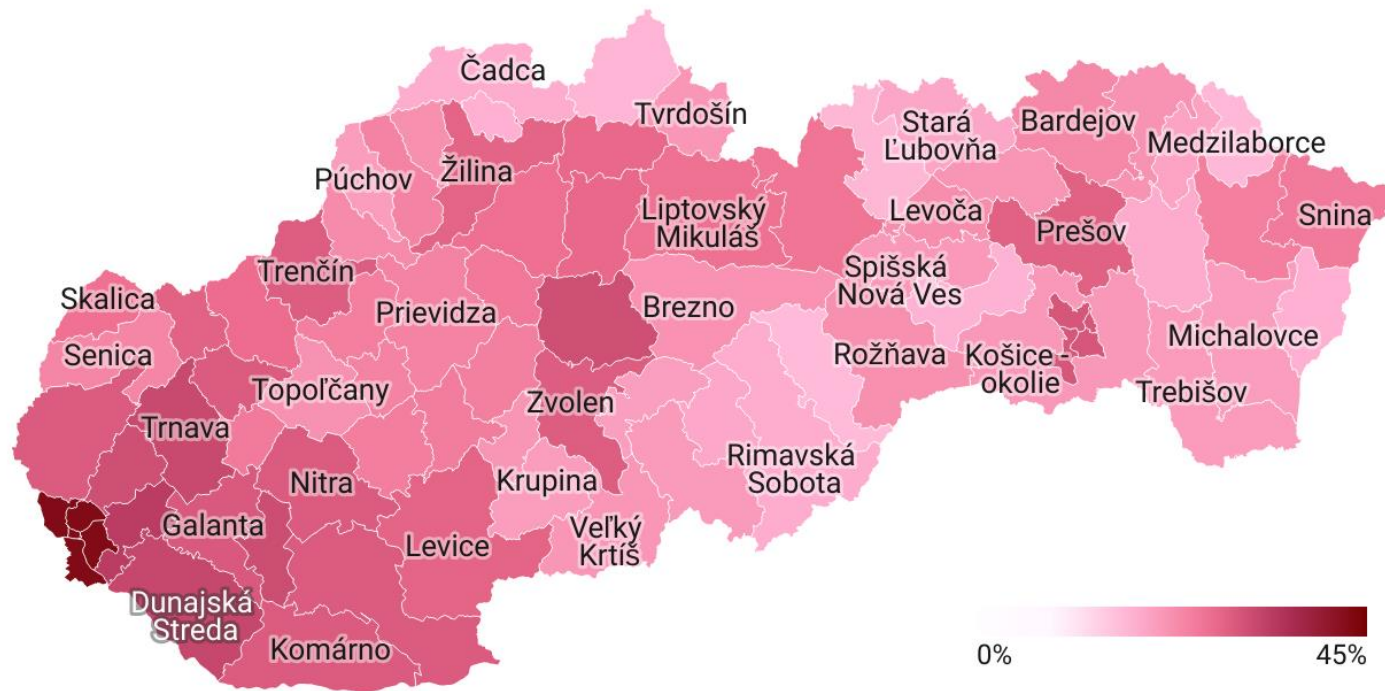 Čadca
Tvrdošín
Stará
Ľubovňa
Bardejov
Medzilaborce
Púchov
Žilina
Liptovský
Mikuláš
Levoča
Prešov
Snina
Trenčín
Spišská
Nová Ves
Skalica
Prievidza
Brezno
Senica
Rožňava
Košice -
okolie
Michalovce
Topoľčany
Zvolen
Trebišov
Trnava
Rimavská
Sobota
Nitra
Krupina
Galanta
Levice
Veľký
Krtíš
Dunajská
Streda
Komárno
0%
45%